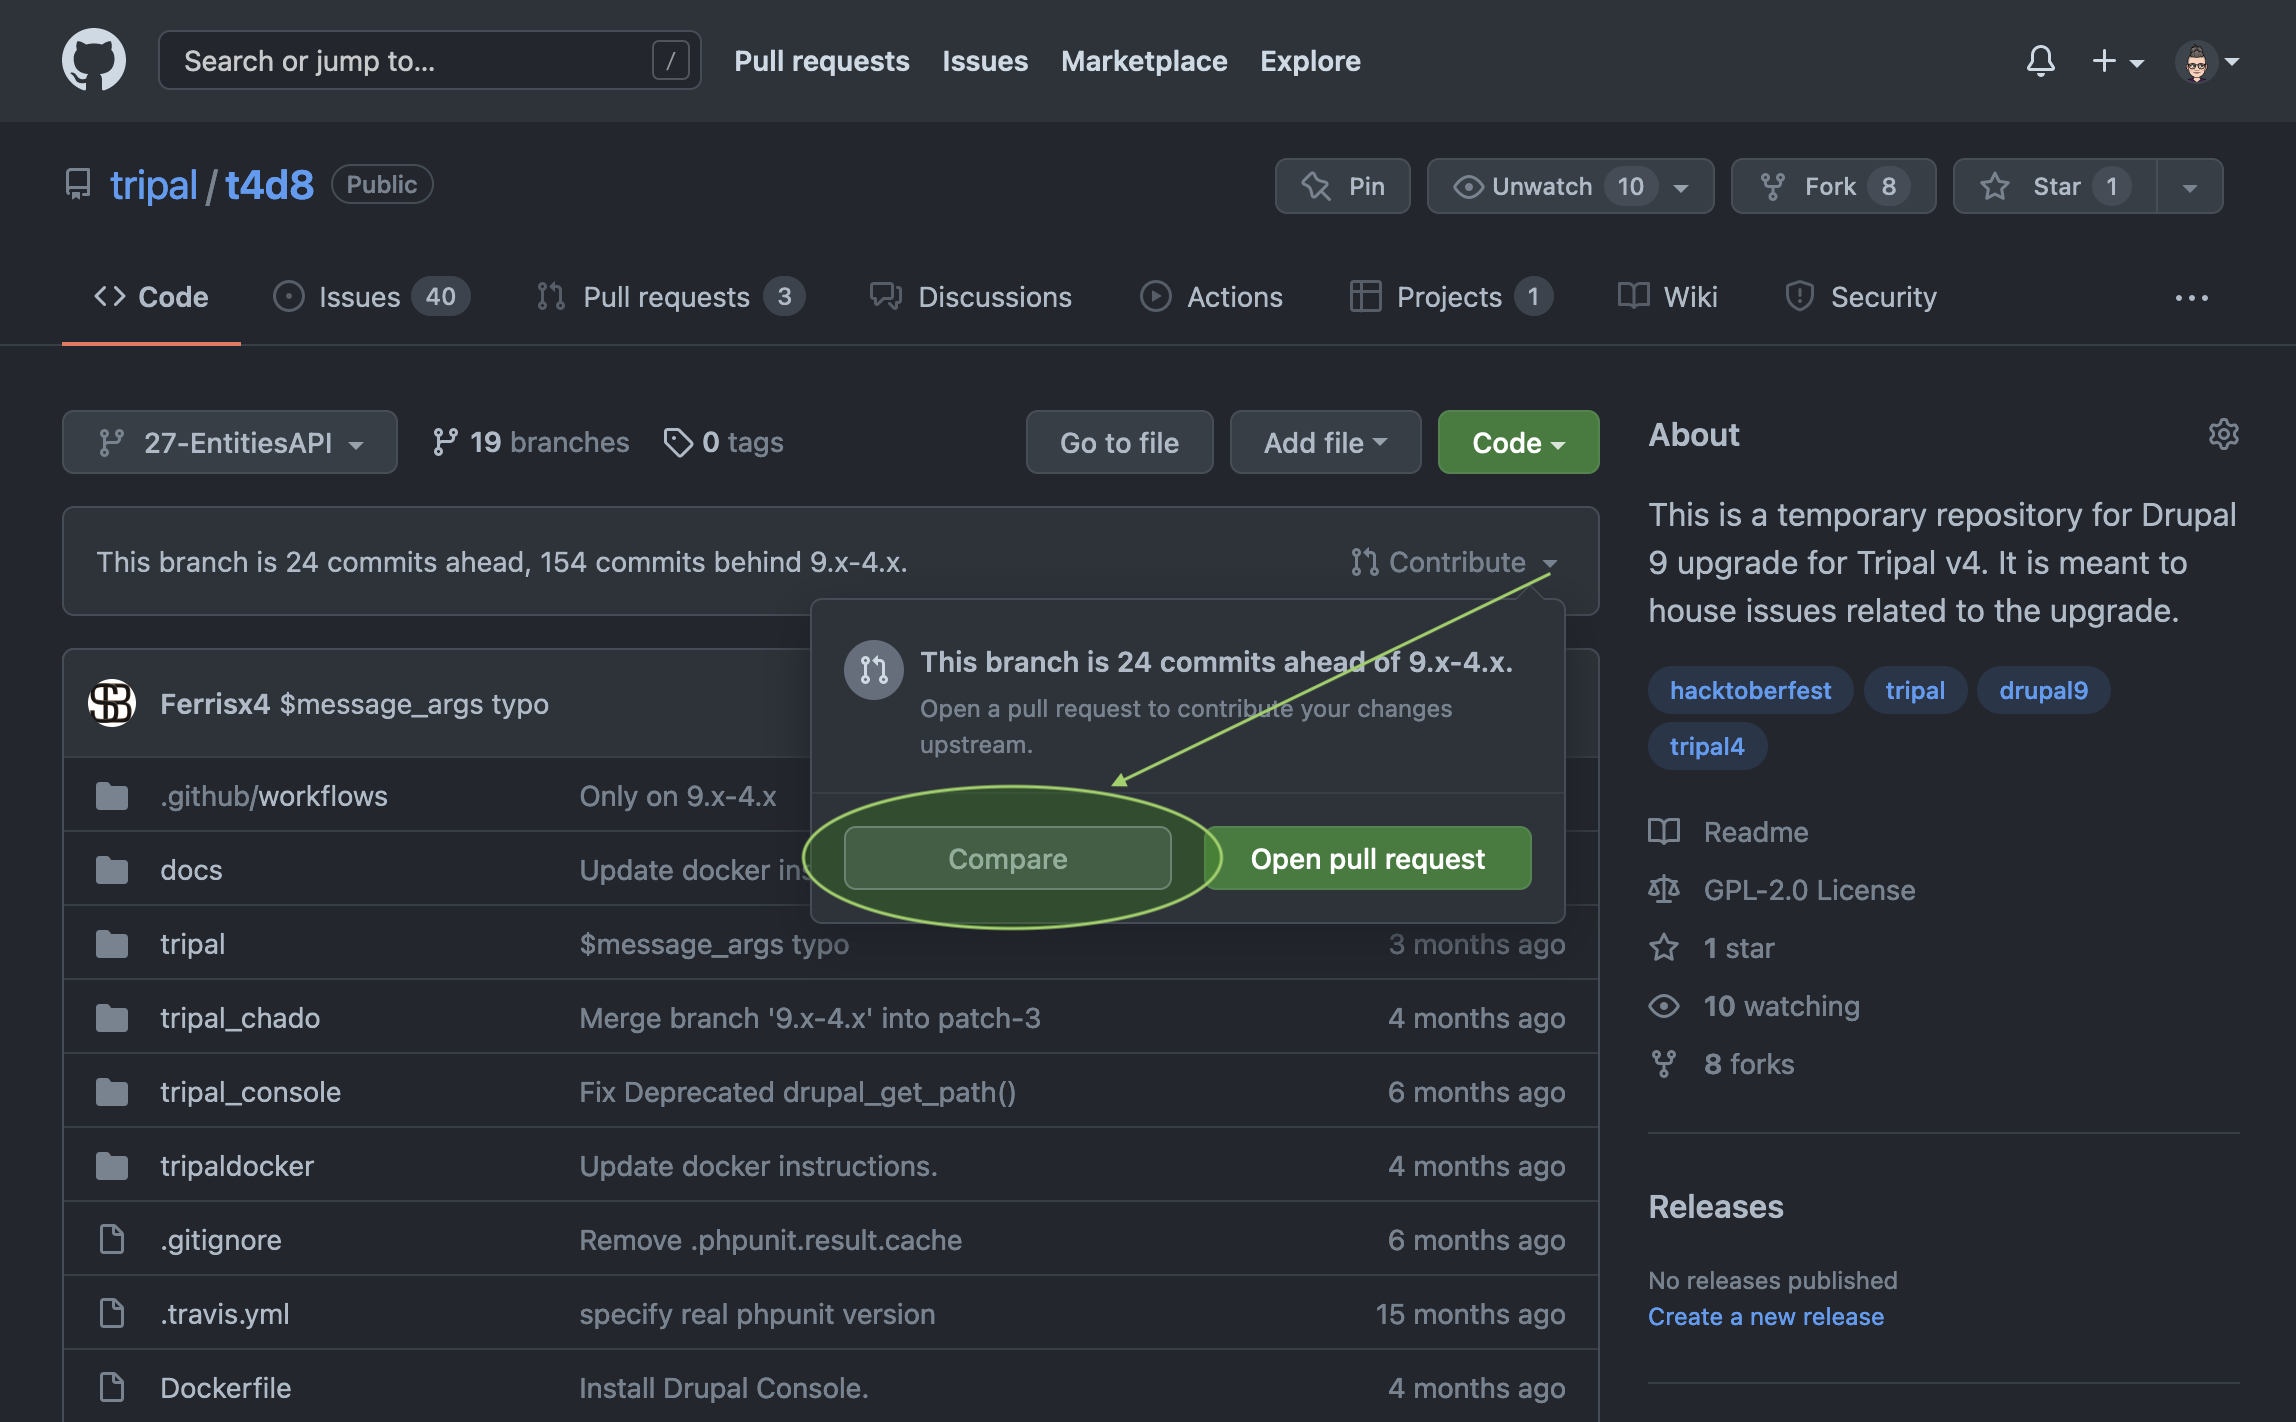 Search or jump to... /
Pull requests Issues Marketplace Explore
tripal / t4d8 Public
Pin Unwatch 10 Fork 8 Star 1
Code Issues 40 Pull requests 3 Discussions Actions Projects 1 Wiki Security
27-EntitiesAPI 19 branches 0 tags Go to file Add file Code
This branch is 24 commits ahead, 154 commits behind 9.x-4.x. Contribute
This branch is 24 commits ahead of 9.x-4.x.
Open a pull request to contribute your changes
upstream.
Compare Open pull request
Ferrisx4 $message_args typo
.github/workflows Only on 9.x-4.x
docs Update docker ins
tripal $message_args typo 3 months ago
tripal_chado Merge branch '9.x-4.x' into patch-3 4 months ago
tripal_console Fix Deprecated drupal_get_path() 6 months ago
tripaldocker Update docker instructions. 4 months ago
.gitignore Remove .phpunit.result.cache 6 months ago
.travis.yml specify real phpunit version 15 months ago
Dockerfile Install Drupal Console. 4 months ago
About
This is a temporary repository for Drupal
9 upgrade for Tripal v4. It is meant to
house issues related to the upgrade.
hacktoberfest tripal drupal9
tripal4
Readme
GPL-2.0 License
1 star
10 watching
8 forks
Releases
No releases published
Create a new release